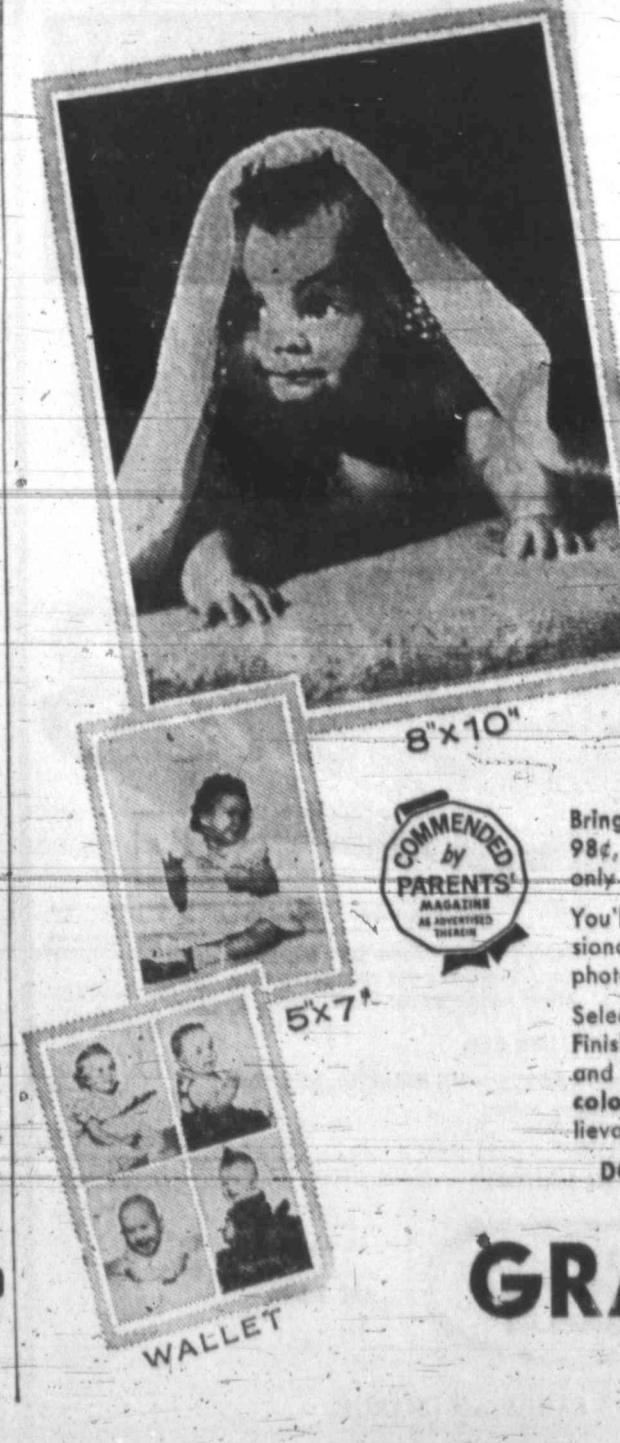 8"x10"
COMMENDED
by
PARENTS'
MAGAZINE
AS ADVERTISED
THEREIN
5"x7"
WALLET
Bring
98¢,
only
You'l
siona
phot
Selec
Finis
and
colo
lieva
DO
GRA